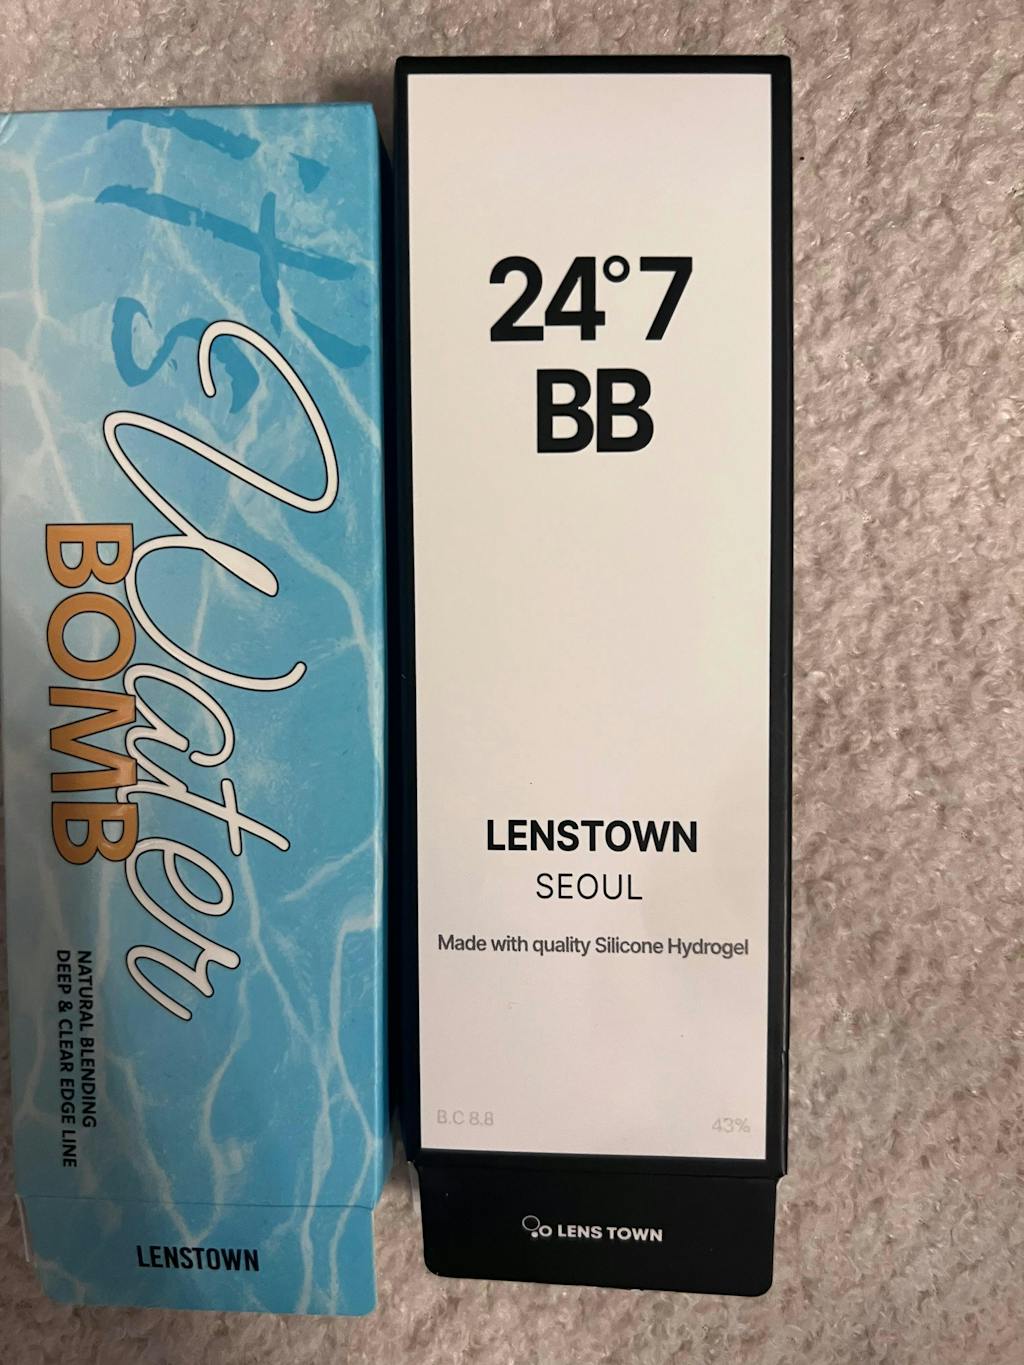 it's
Water
BOMB
NATURAL BLENDING
DEEP & CLEAR EDGE LINE
LENSTOWN
24°7
BB
LENSTOWN
SEOUL
Made with quality Silicone Hydrogel
B.C 8.8
43%
LENS TOWN